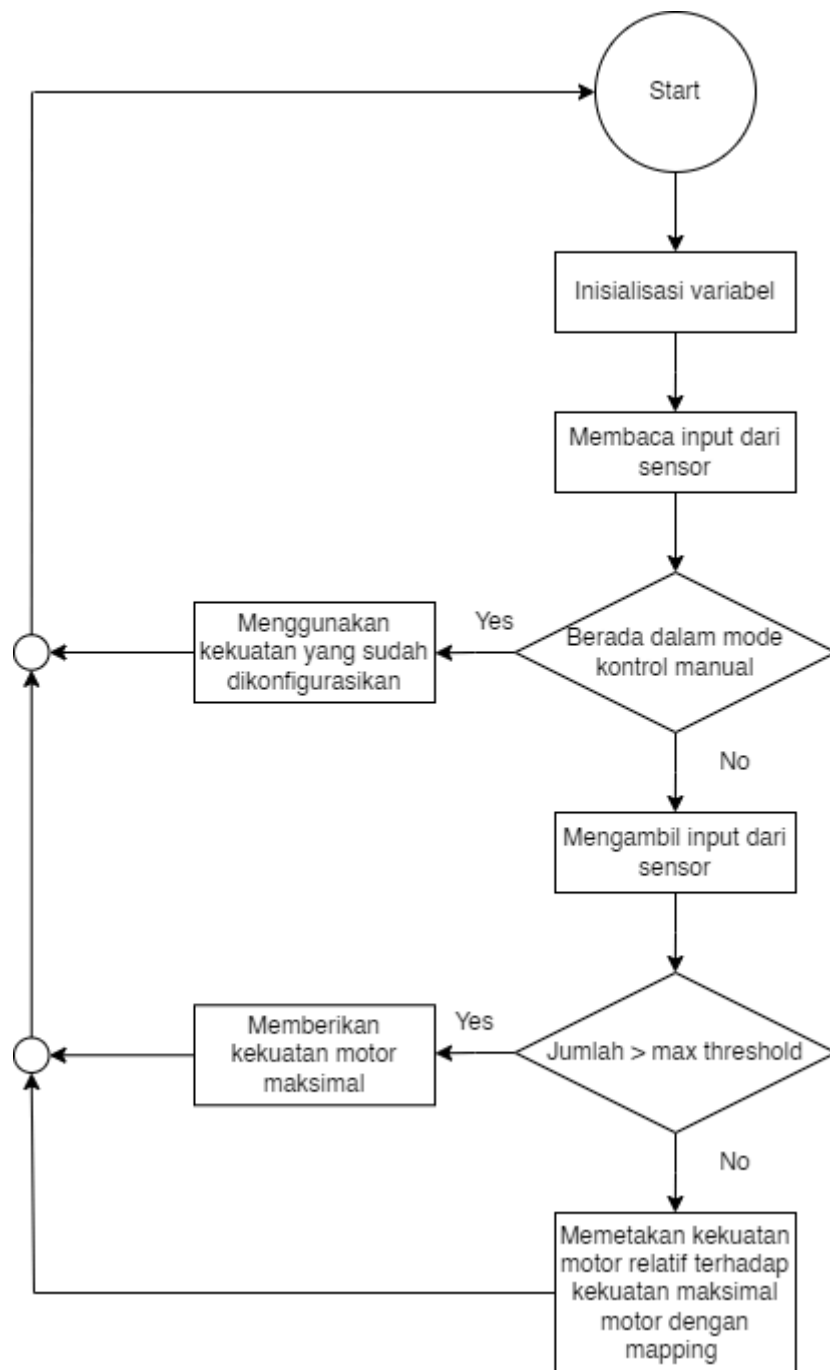 Start
Inisialisasi variabel
Membaca input dari
sensor
Berada dalam mode
kontrol manual
Yes
Menggunakan
kekuatan yang sudah
dikonfigurasikan
No
Mengambil input dari
sensor
Jumlah > max threshold
Yes
Memberikan
kekuatan motor
maksimal
No
Memetakan kekuatan
motor relatif terhadap
kekuatan maksimal
motor dengan
mapping